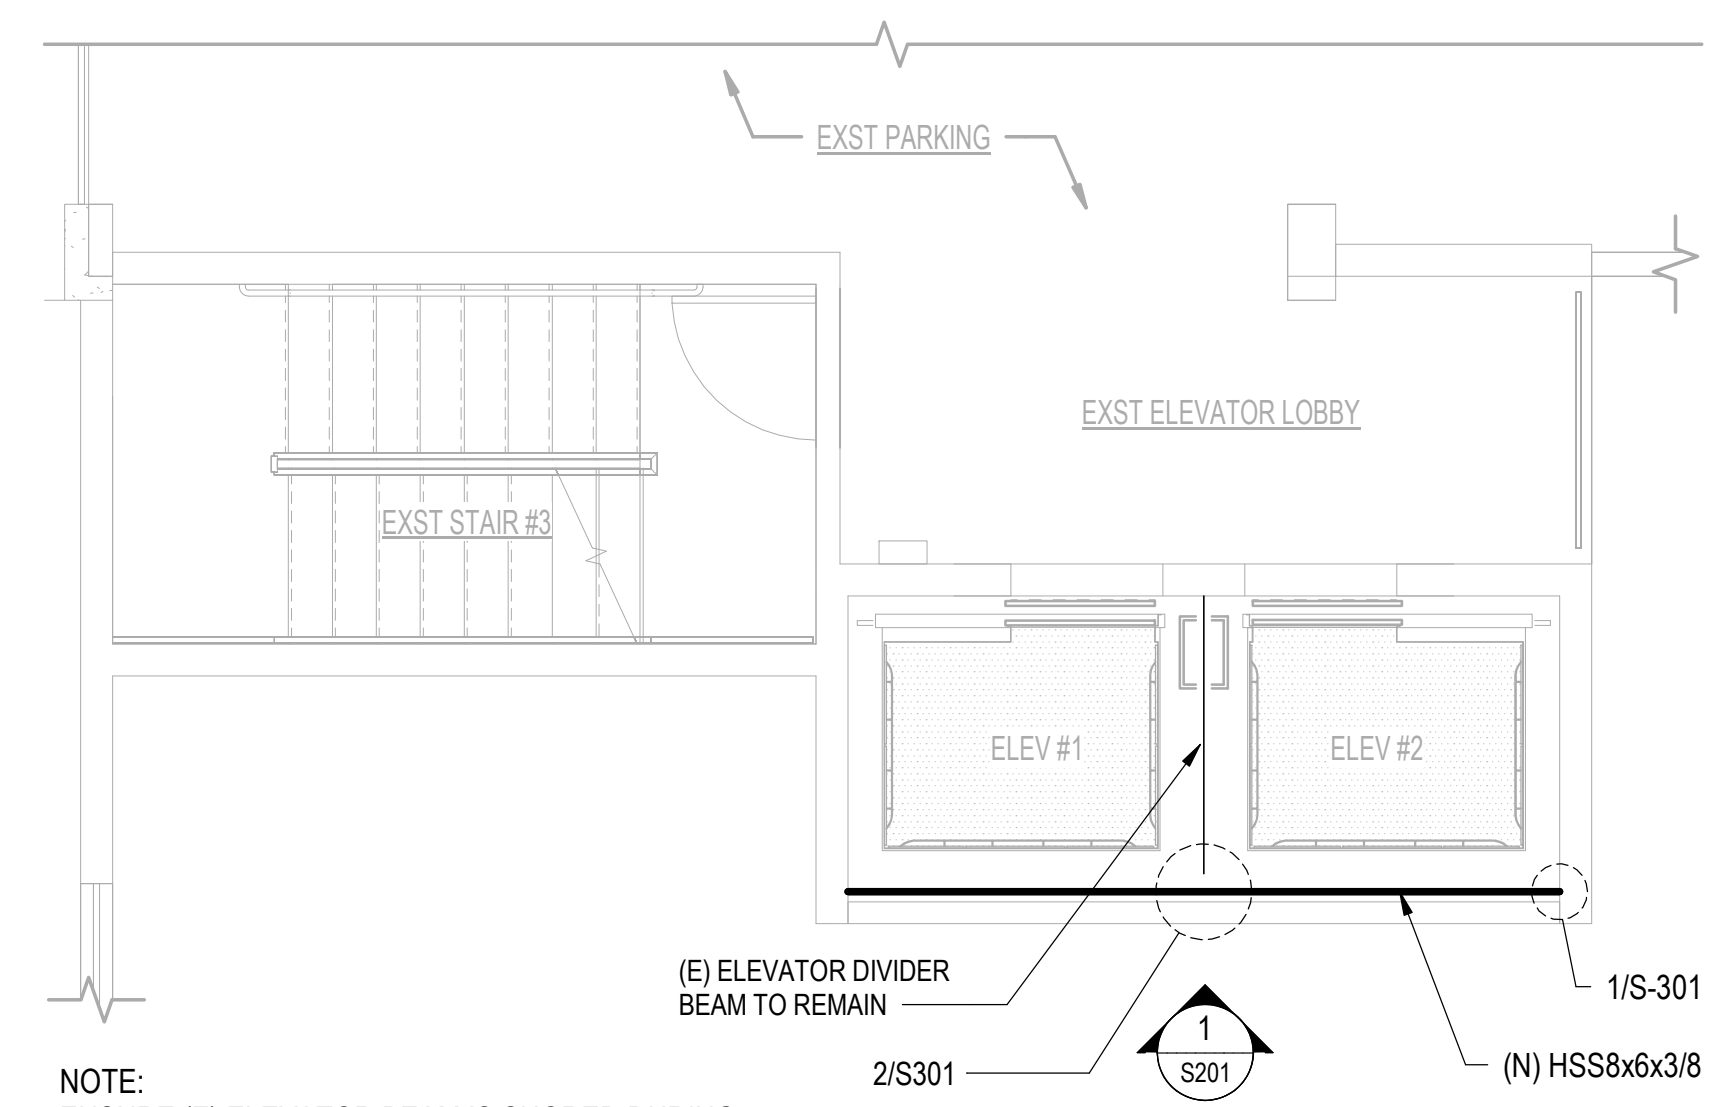 EXST PARKING
EXST ELEVATOR LOBBY
EXST STAIR #3
ELEV #1
ELEV #2
(E) ELEVATOR DIVIDER
BEAM TO REMAIN
1/S-301
2/S301
1
S201
(N) HSS8x6x3/8
NOTE: